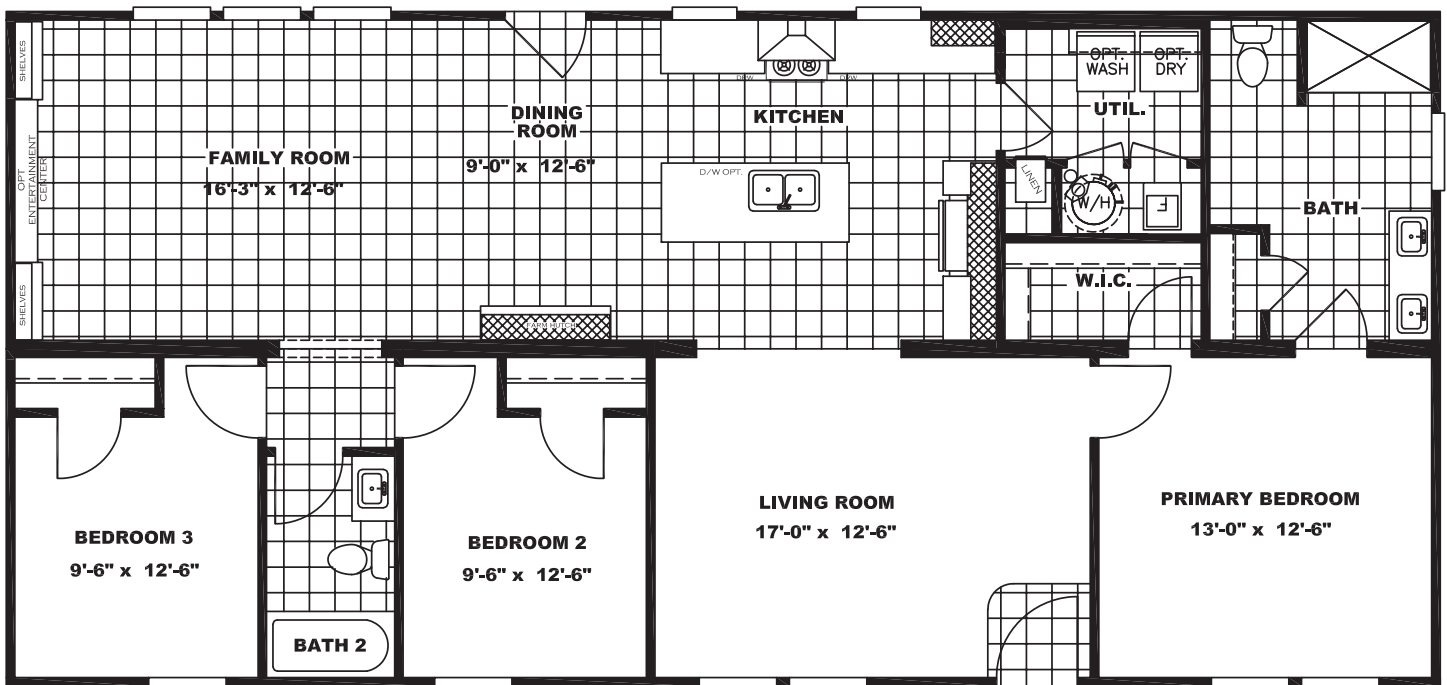 SHELVES
OPT
ENTERTAINMENT
CENTER
SHELVES
FAMILY ROOM
16'-3" x 12'-6"
DINING
ROOM
9'-0" x 12'-6"
FARM HUTCH
KITCHEN
D/W
D/W
D/W OPT.
OPT.
WASH
OPT.
DRY
UTIL.
LINEN
W/H
F
W.I.C.
BATH
BEDROOM 3
9'-6" x 12'-6"
BATH 2
BEDROOM 2
9'-6" x 12'-6"
LIVING ROOM
17'-0" x 12'-6"
PRIMARY BEDROOM
13'-0" x 12'-6"